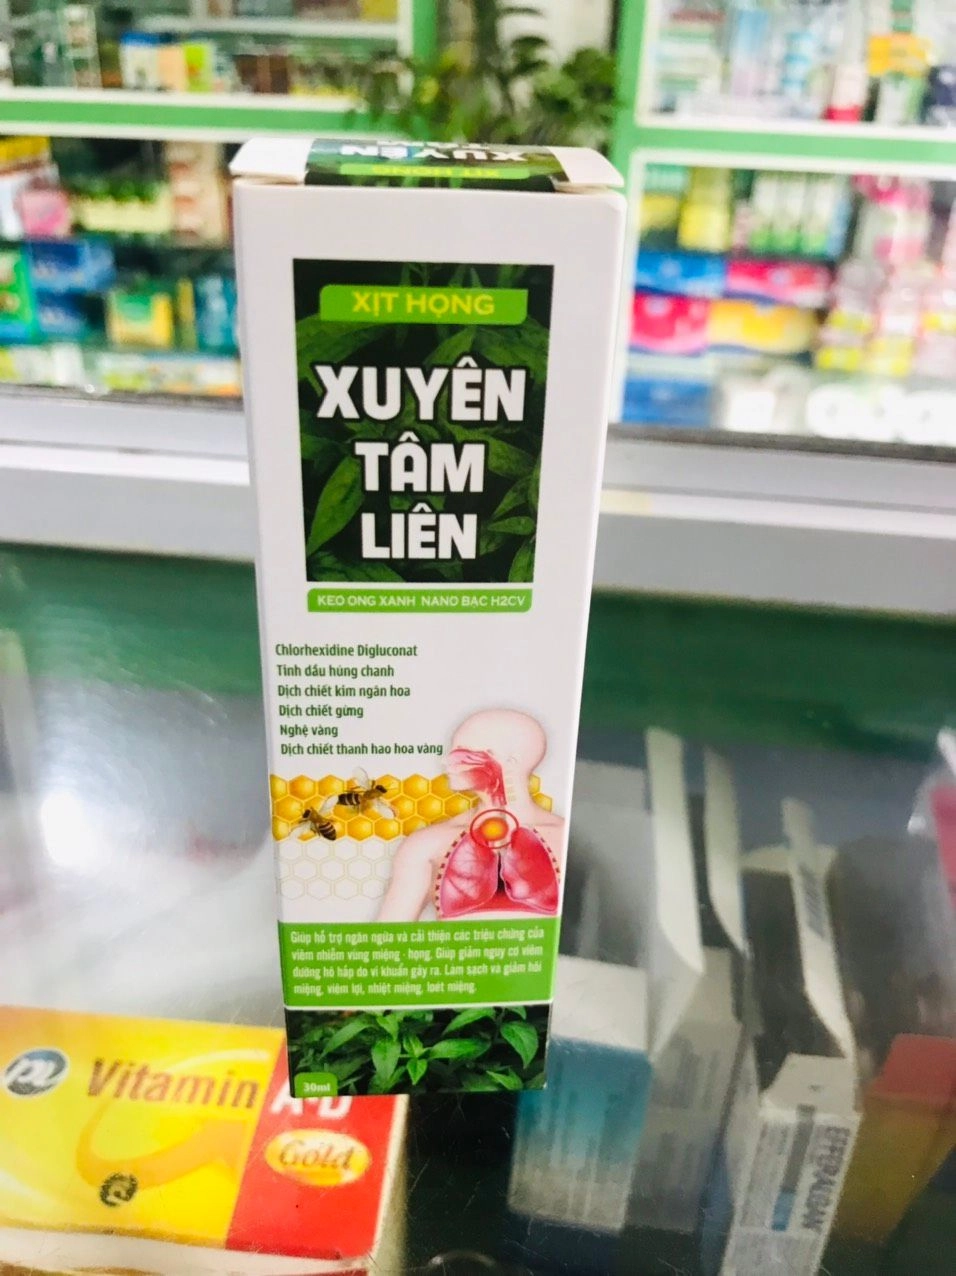 XUYÊN
XỊT HỌNG
XỊT HỌNG
XUYÊN
TÂM
LIÊN
KEO ONG XANH NANO BẠC H2CV
Chlorhexidine Digluconat
Tinh dầu húng chanh
Dịch chiết kim ngân hoa
Dịch chiết gừng
Nghệ vàng
Dịch chiết thanh hao hoa vàng
Giúp hỗ trợ ngăn ngừa và cải thiện các triệu chứng của
viêm nhiễm vùng miệng - họng. Giúp giảm nguy cơ viêm
đường hô hấp do vi khuẩn gây ra. Làm sạch và giảm hôi
miệng, viêm lợi, nhiệt miệng, loét miệng.
30ml
Vitamin
A-D
Gold
EFFERALGAN